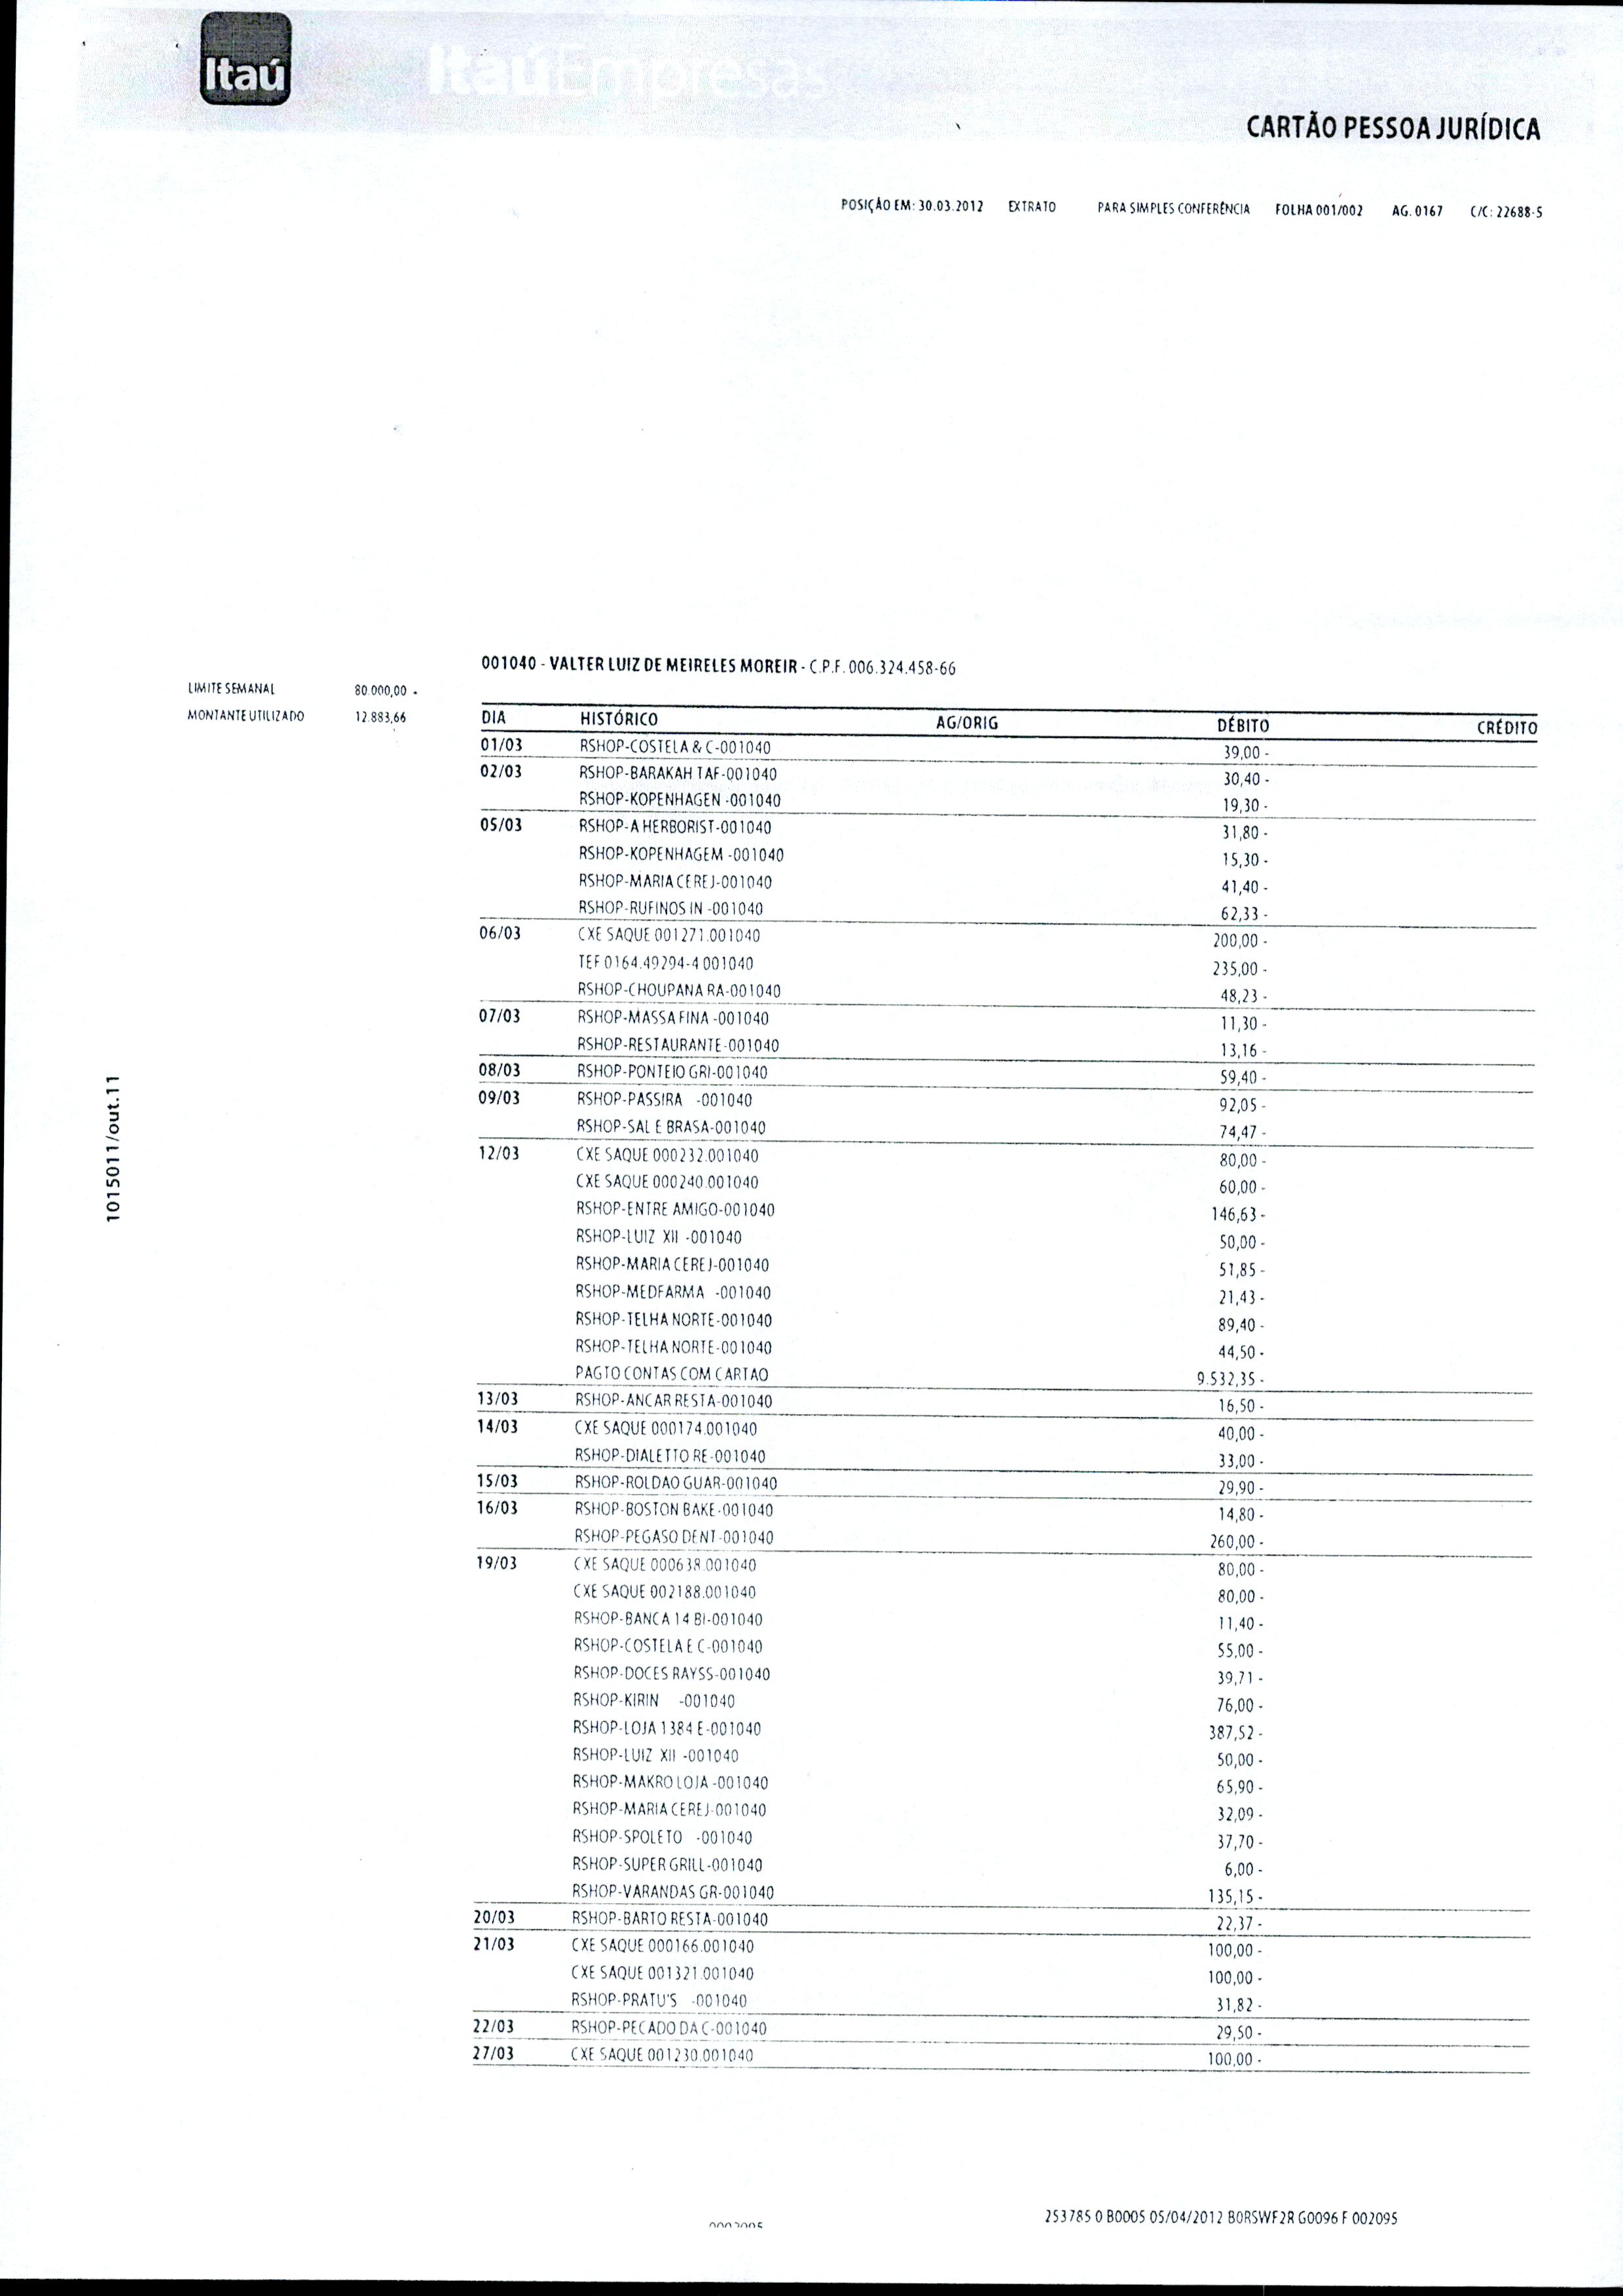 Itaú
ItaúEmpresas
CARTÃO PESSOA JURÍDICA
POSIÇÃO EM: 30.03.2012 EXTRATO PARA SIMPLES CONFERÊNCIA FOLHA 001/002 AG. 0167 C/C: 22688-5
001040 - VALTER LUIZ DE MEIRELES MOREIR - C.P.F. 006.324.458-66
LIMITE SEMANAL 80.000,00 -
MONTANTE UTILIZADO 12.883,66
DIA HISTÓRICO AG/ORIG DÉBITO CRÉDITO
01/03 RSHOP-COSTELA & C-001040 39,00 -
02/03 RSHOP-BARAKAH TAF-001040 30,40 -
RSHOP-KOPENHAGEN -001040 19,30 -
05/03 RSHOP-A HERBORIST-001040 31,80 -
RSHOP-KOPENHAGEM -001040 15,30 -
RSHOP-MARIA CEREJ-001040 41,40 -
RSHOP-RUFINOS IN -001040 62,33 -
06/03 CXE SAQUE 001271.001040 200,00 -
TEF 0164.49294-4 001040 235,00 -
RSHOP-CHOUPANA RA-001040 48,23 -
07/03 RSHOP-MASSA FINA -001040 11,30 -
RSHOP-RESTAURANTE-001040 13,16 -
08/03 RSHOP-PONTEIO GRI-001040 59,40 -
09/03 RSHOP-PASSIRA -001040 92,05 -
RSHOP-SAL E BRASA-001040 74,47 -
12/03 CXE SAQUE 000232.001040 80,00 -
CXE SAQUE 000240.001040 60,00 -
RSHOP-ENTRE AMIGO-001040 146,63 -
RSHOP-LUIZ XII -001040 50,00 -
RSHOP-MARIA CEREJ-001040 51,85 -
RSHOP-MEDFARMA -001040 21,43 -
RSHOP-TELHA NORTE-001040 89,40 -
RSHOP-TELHA NORTE-001040 44,50 -
PAGTO CONTAS COM CARTAO 9.532,35 -
13/03 RSHOP-ANCAR RESTA-001040 16,50 -
14/03 CXE SAQUE 000174.001040 40,00 -
RSHOP-DIALETTO RE-001040 33,00 -
15/03 RSHOP-ROLDAO GUAR-001040 29,90 -
16/03 RSHOP-BOSTON BAKE-001040 14,80 -
RSHOP-PEGASO DENT-001040 260,00 -
19/03 CXE SAQUE 000638.001040 80,00 -
CXE SAQUE 002188.001040 80,00 -
RSHOP-BANCA 14 BI-001040 11,40 -
RSHOP-COSTELA E C-001040 55,00 -
RSHOP-DOCES RAYSS-001040 39,71 -
RSHOP-KIRIN -001040 76,00 -
RSHOP-LOJA 1384 E-001040 387,52 -
RSHOP-LUIZ XII -001040 50,00 -
RSHOP-MAKRO LOJA -001040 65,90 -
RSHOP-MARIA CEREJ-001040 32,09 -
RSHOP-SPOLETO -001040 37,70 -
RSHOP-SUPER GRILL-001040 6,00 -
RSHOP-VARANDAS GR-001040 135,15 -
20/03 RSHOP-BARTO RESTA-001040 22,37 -
21/03 CXE SAQUE 000166.001040 100,00 -
CXE SAQUE 001321.001040 100,00 -
RSHOP-PRATU'S -001040 31,82 -
22/03 RSHOP-PECADO DA C-001040 29,50 -
27/03 CXE SAQUE 001230.001040 100,00 -
1015011/out.11
253785 0 B0005 05/04/2012 B0RSWF2R G0096 F 002095